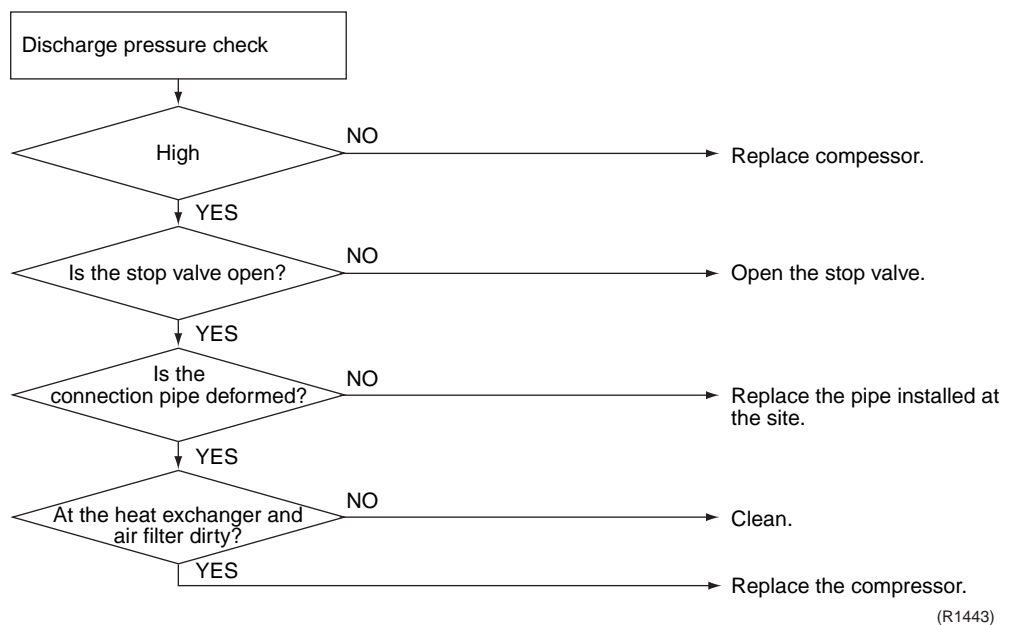 Discharge pressure check
High
NO
Replace compessor.
YES
Is the stop valve open?
NO
Open the stop valve.
YES
Is the
connection pipe deformed?
NO
Replace the pipe installed at
the site.
YES
At the heat exchanger and
air filter dirty?
NO
Clean.
YES
Replace the compressor.
(R1443)